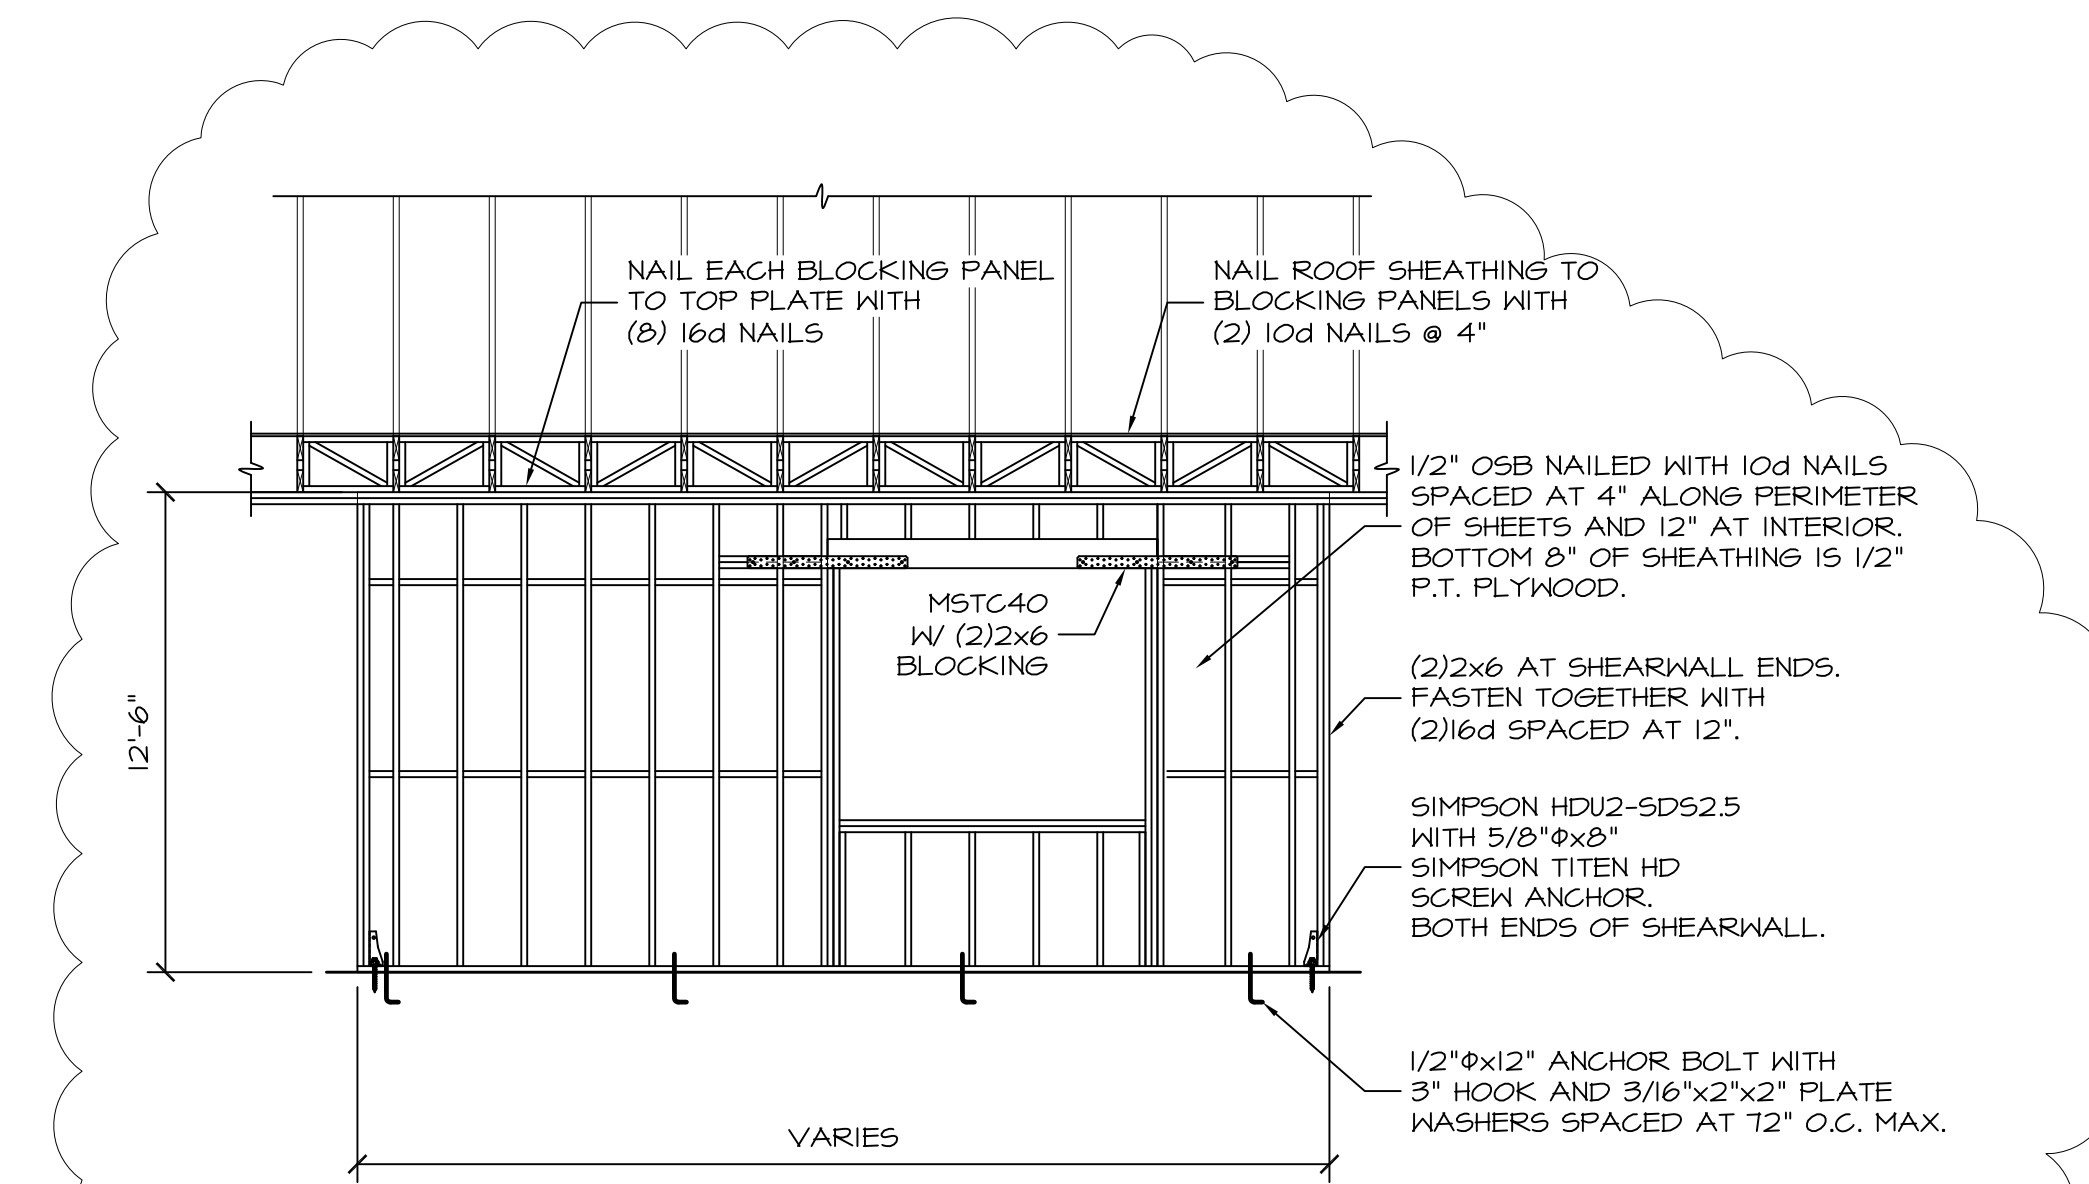 NAIL EACH BLOCKING PANEL
TO TOP PLATE WITH
(8) 16d NAILS
NAIL ROOF SHEATHING TO
BLOCKING PANELS WITH
(2) 10d NAILS @ 4"
1/2" OSB NAILED WITH 10d NAILS
SPACED AT 4" ALONG PERIMETER
OF SHEETS AND 12" AT INTERIOR.
BOTTOM 8" OF SHEATHING IS 1/2"
P.T. PLYWOOD.
MSTC40
W/ (2)2x6
BLOCKING
(2)2x6 AT SHEARWALL ENDS.
FASTEN TOGETHER WITH
(2)16d SPACED AT 12".
12'-6"
SIMPSON HDU2-SDS2.5
WITH 5/8"Φx8"
SIMPSON TITEN HD
SCREW ANCHOR.
BOTH ENDS OF SHEARWALL.
1/2"Φx12" ANCHOR BOLT WITH
3" HOOK AND 3/16"x2"x2" PLATE
WASHERS SPACED AT 72" O.C. MAX.
VARIES